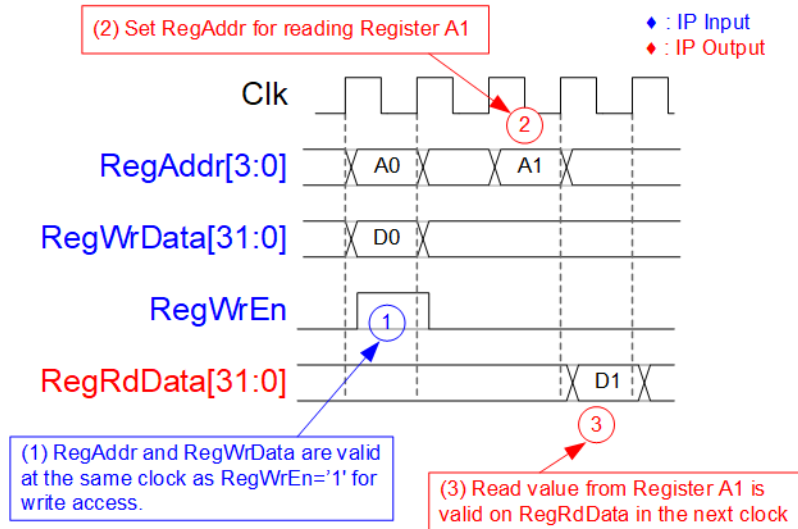 (2) Set RegAddr for reading Register A1
♦ : IP Input
♦ : IP Output
Clk
2
RegAddr[3:0]
A0
A1
RegWrData[31:0]
D0
RegWrEn
1
RegRdData[31:0]
D1
3
(1) RegAddr and RegWrData are valid
at the same clock as RegWrEn='1' for
write access.
(3) Read value from Register A1 is
valid on RegRdData in the next clock